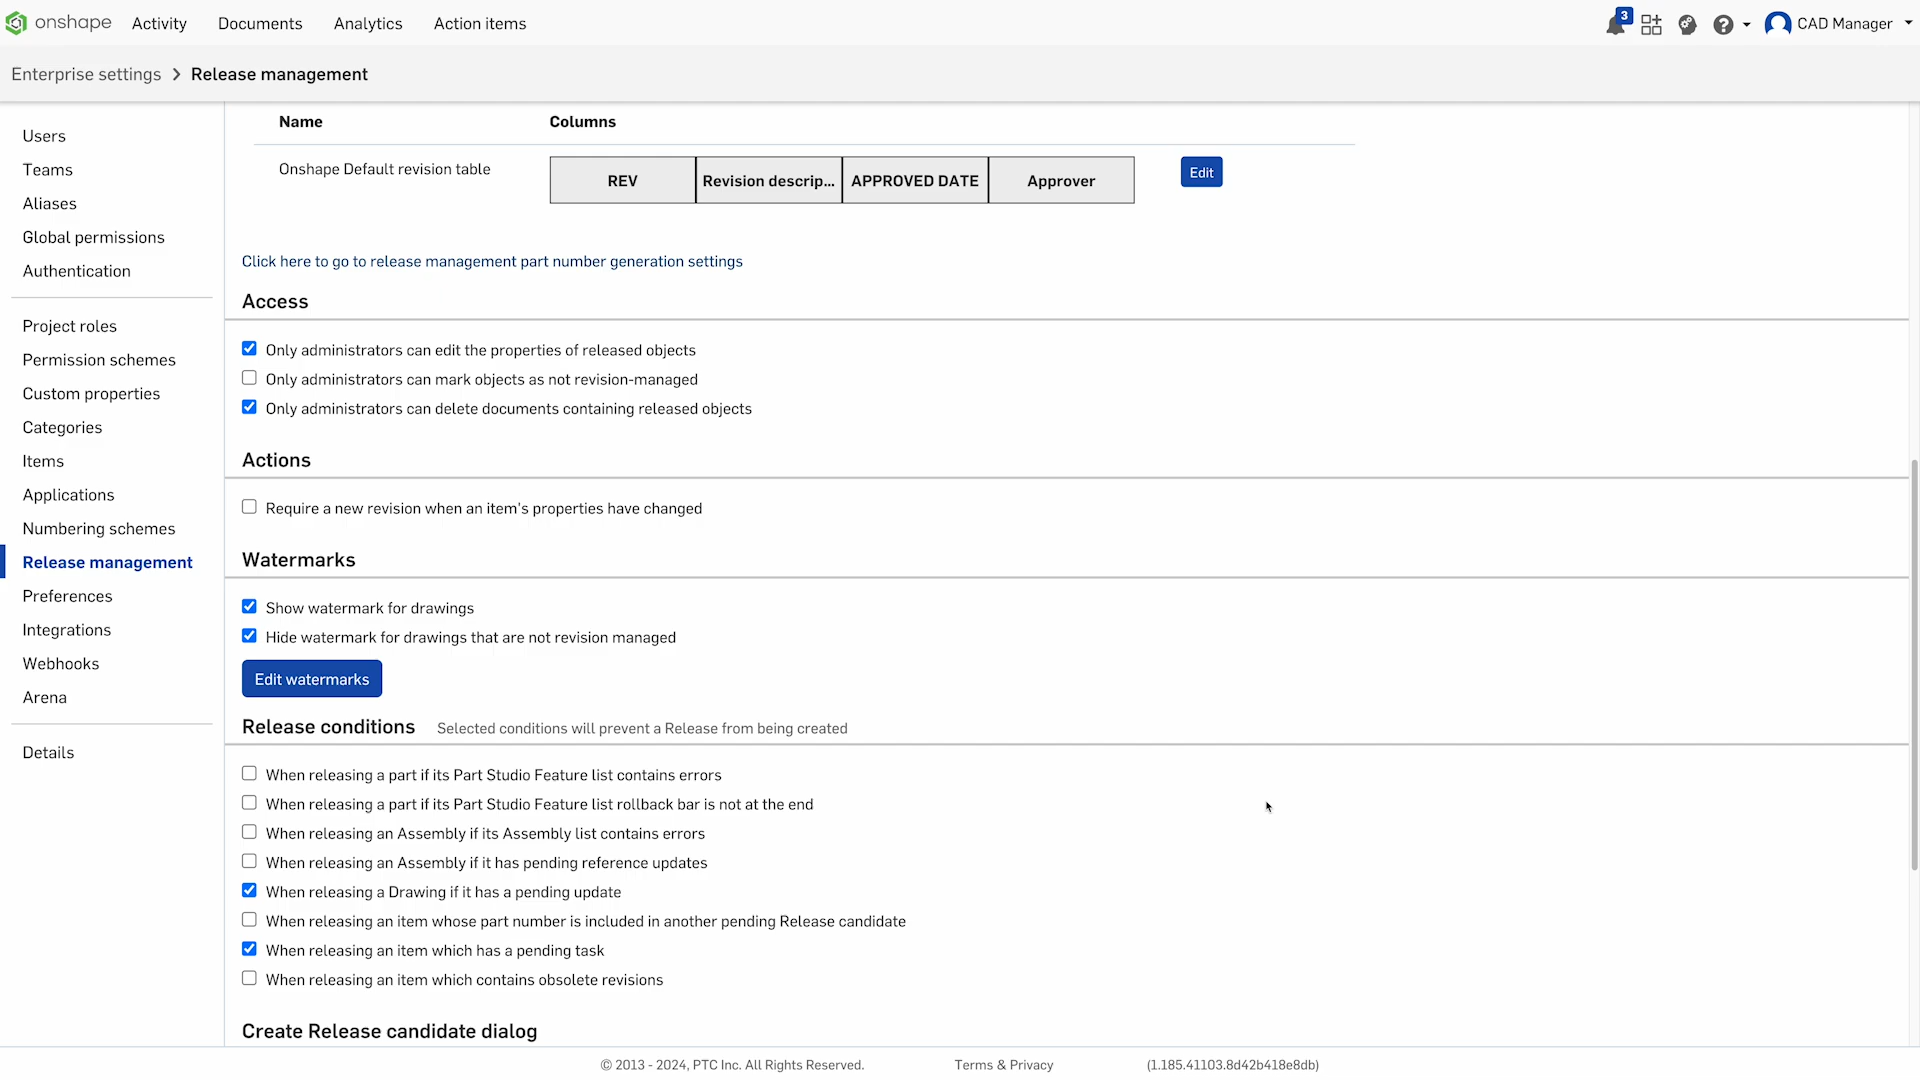 onshape Activity Documents Analytics Action items 3 CAD Manager
Enterprise settings > Release management
Users
Teams
Aliases
Global permissions
Authentication
Project roles
Permission schemes
Custom properties
Categories
Items
Applications
Numbering schemes
Release management
Preferences
Integrations
Webhooks
Arena
Details
Name Columns
Onshape Default revision table REV Revision descrip... APPROVED DATE Approver Edit
Click here to go to release management part number generation settings
Access
Only administrators can edit the properties of released objects
Only administrators can mark objects as not revision-managed
Only administrators can delete documents containing released objects
Actions
Require a new revision when an item's properties have changed
Watermarks
Show watermark for drawings
Hide watermark for drawings that are not revision managed
Edit watermarks
Release conditions Selected conditions will prevent a Release from being created
When releasing a part if its Part Studio Feature list contains errors
When releasing a part if its Part Studio Feature list rollback bar is not at the end
When releasing an Assembly if its Assembly list contains errors
When releasing an Assembly if it has pending reference updates
When releasing a Drawing if it has a pending update
When releasing an item whose part number is included in another pending Release candidate
When releasing an item which has a pending task
When releasing an item which contains obsolete revisions
Create Release candidate dialog
© 2013 - 2024, PTC Inc. All Rights Reserved. Terms & Privacy (1.185.41103.8d42b418e8db)